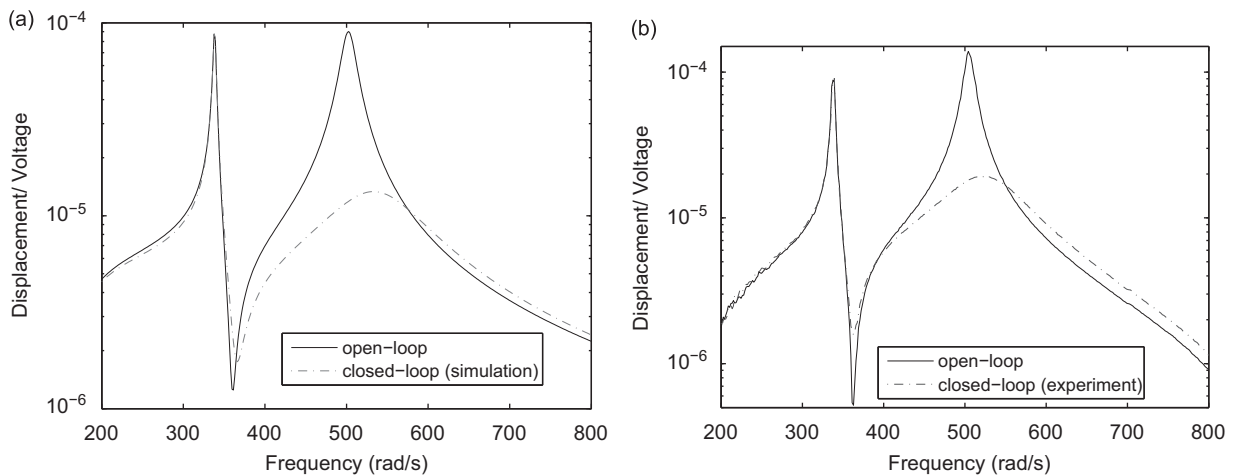 (a)
10−4
10−5
10−6
Displacement/ Voltage
open−loop
closed−loop (simulation)
200 300 400 500 600 700 800
Frequency (rad/s)
(b)
10−4
10−5
10−6
Displacement/ Voltage
open−loop
closed−loop (experiment)
200 300 400 500 600 700 800
Frequency (rad/s)